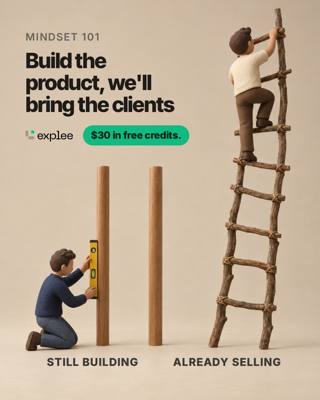 MINDSET 101
Build the
product, we'll
bring the clients
explee
$30 in free credits.
STILL BUILDING
ALREADY SELLING